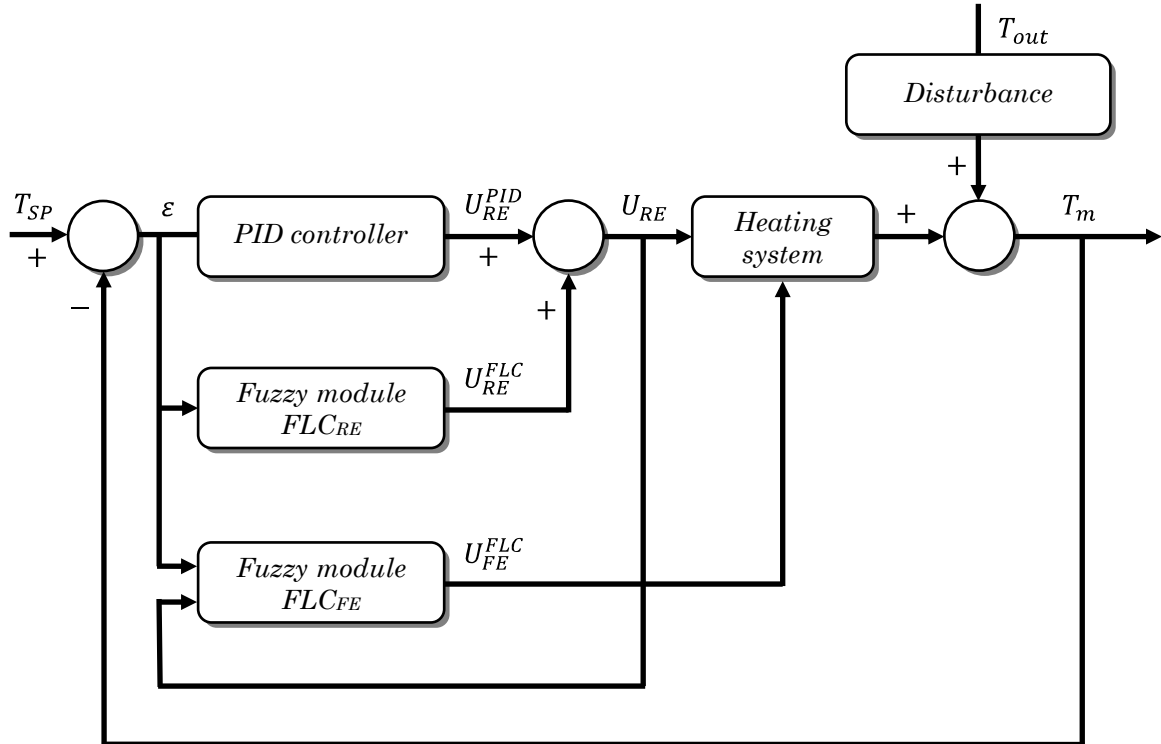 T_out
Disturbance
+
T_SP
+
−
ε
PID controller
U_RE^PID
+
+
U_RE
Heating
system
+
T_m
Fuzzy module
FLC_RE
U_RE^FLC
Fuzzy module
FLC_FE
U_FE^FLC